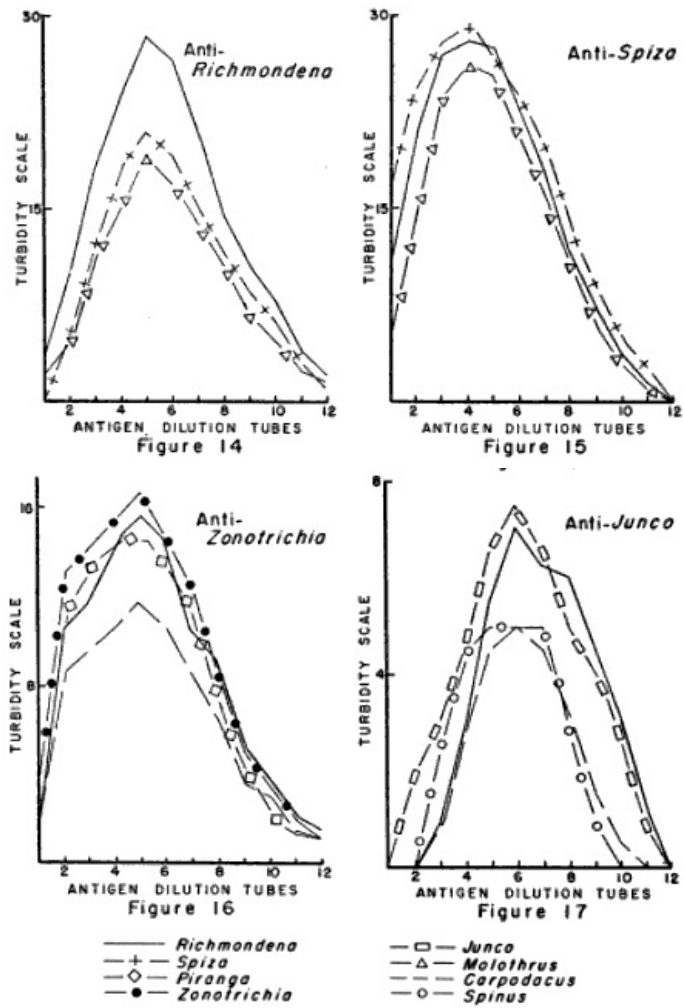 30
Anti-
Richmondena
TURBIDITY SCALE
15
2 4 6 8 10 12
ANTIGEN DILUTION TUBES
Figure 14
30
Anti-Spiza
TURBIDITY SCALE
15
2 4 6 8 10 12
ANTIGEN DILUTION TUBES
Figure 15
16
Anti-
Zonotrichia
TURBIDITY SCALE
8
2 4 6 8 10 12
ANTIGEN DILUTION TUBES
Figure 16
8
Anti-Junco
TURBIDITY SCALE
4
2 4 6 8 10 12
ANTIGEN DILUTION TUBES
Figure 17
Richmondena
Spiza
Piranga
Zonotrichia
Junco
Molothrus
Carpodacus
Spinus